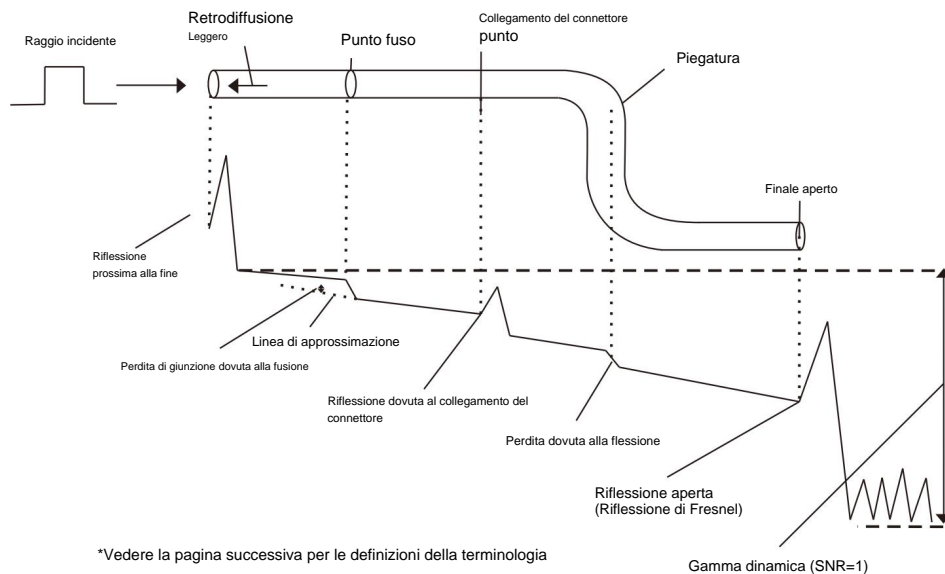 Raggio incidente
Retrodiffusione
Leggero
Punto fuso
Collegamento del connettore
punto
Piegatura
Finale aperto
Riflessione
prossima alla fine
Linea di approssimazione
Perdita di giunzione dovuta alla fusione
Riflessione dovuta al collegamento del
connettore
Perdita dovuta alla flessione
Riflessione aperta
(Riflessione di Fresnel)
*Vedere la pagina successiva per le definizioni della terminologia
Gamma dinamica (SNR=1)